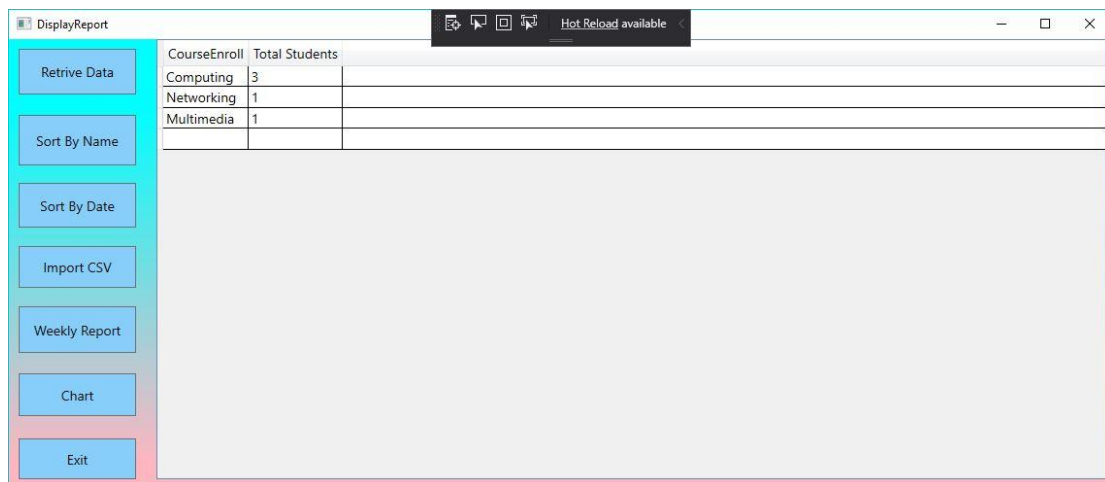 DisplayReport
Hot Reload available
Retrive Data
Sort By Name
Sort By Date
Import CSV
Weekly Report
Chart
Exit
CourseEnroll Total Students
Computing 3
Networking 1
Multimedia 1